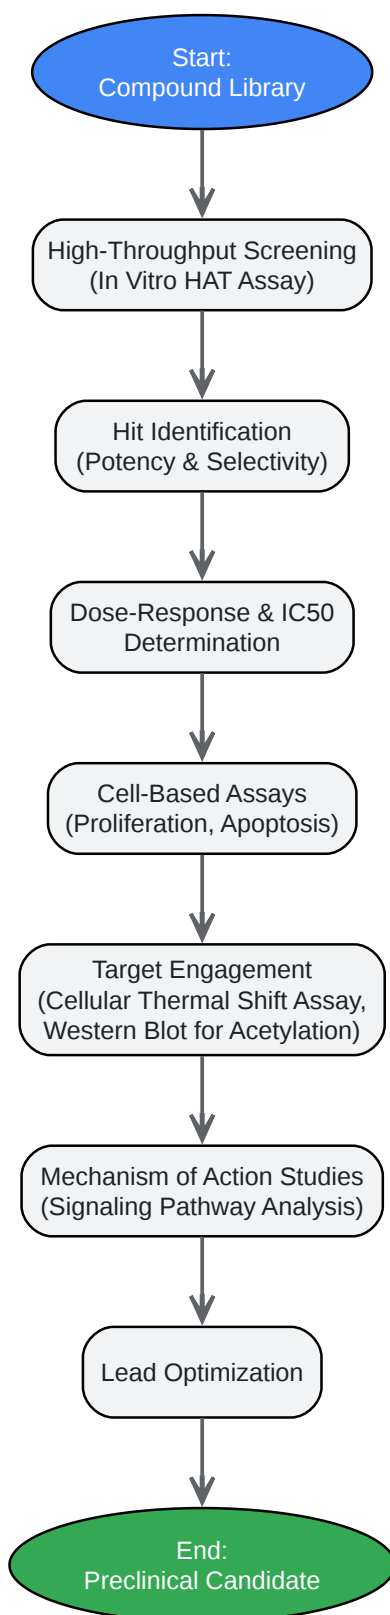 Start:
Compound Library
High-Throughput Screening
(In Vitro HAT Assay)
Hit Identification
(Potency & Selectivity)
Dose-Response & IC50
Determination
Cell-Based Assays
(Proliferation, Apoptosis)
Target Engagement
(Cellular Thermal Shift Assay,
Western Blot for Acetylation)
Mechanism of Action Studies
(Signaling Pathway Analysis)
Lead Optimization
End:
Preclinical Candidate